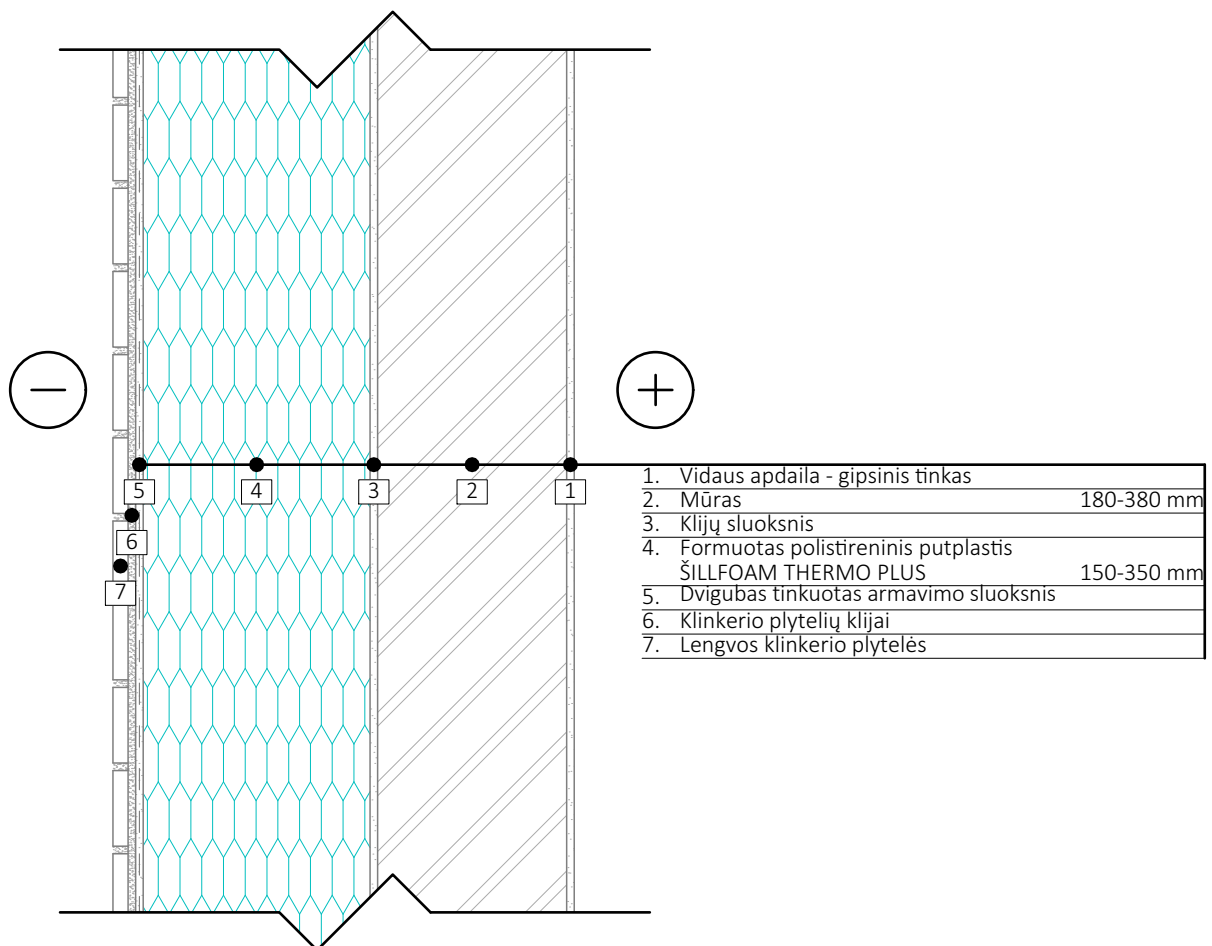 −
+
5 4 3 2 1
6
7
1. Vidaus apdaila - gipsinis tinkas
2. Mūras 180-380 mm
3. Klijų sluoksnis
4. Formuotas polistireninis putplastis
ŠILLFOAM THERMO PLUS 150-350 mm
5. Dvigubas tinkuotas armavimo sluoksnis
6. Klinkerio plytelių klijai
7. Lengvos klinkerio plytelės